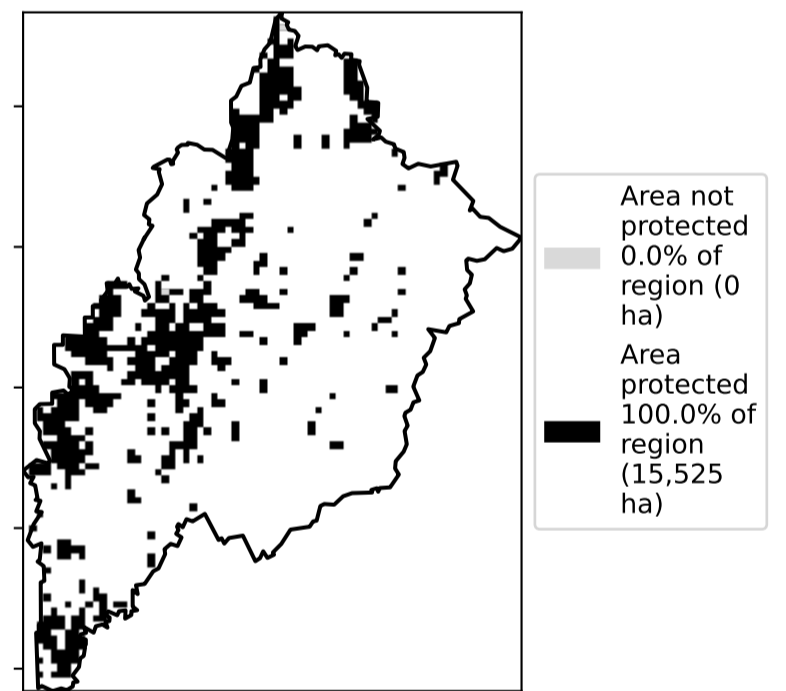 Area not
protected
0.0% of
region (0
ha)
Area
protected
100.0% of
region
(15,525
ha)